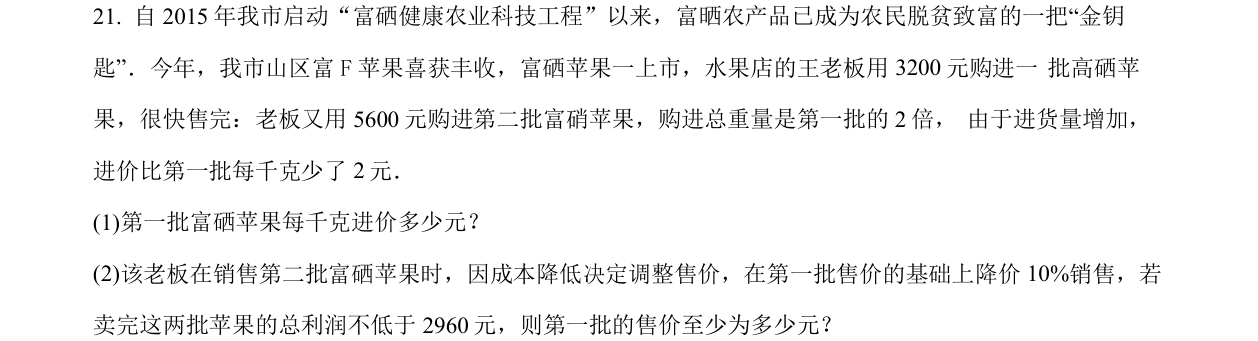 21. 自 2015 年我市启动“富硒健康农业科技工程”以来，富晒农产品已成为农民脱贫致富的一把“金钥
匙”．今年，我市山区富 F 苹果喜获丰收，富硒苹果一上市，水果店的王老板用 3200 元购进一 批高硒苹
果，很快售完：老板又用 5600 元购进第二批富硝苹果，购进总重量是第一批的 2 倍， 由于进货量增加，
进价比第一批每千克少了 2 元．
(1)第一批富硒苹果每千克进价多少元？
(2)该老板在销售第二批富硒苹果时，因成本降低决定调整售价，在第一批售价的基础上降价 10%销售，若
卖完这两批苹果的总利润不低于 2960 元，则第一批的售价至少为多少元？